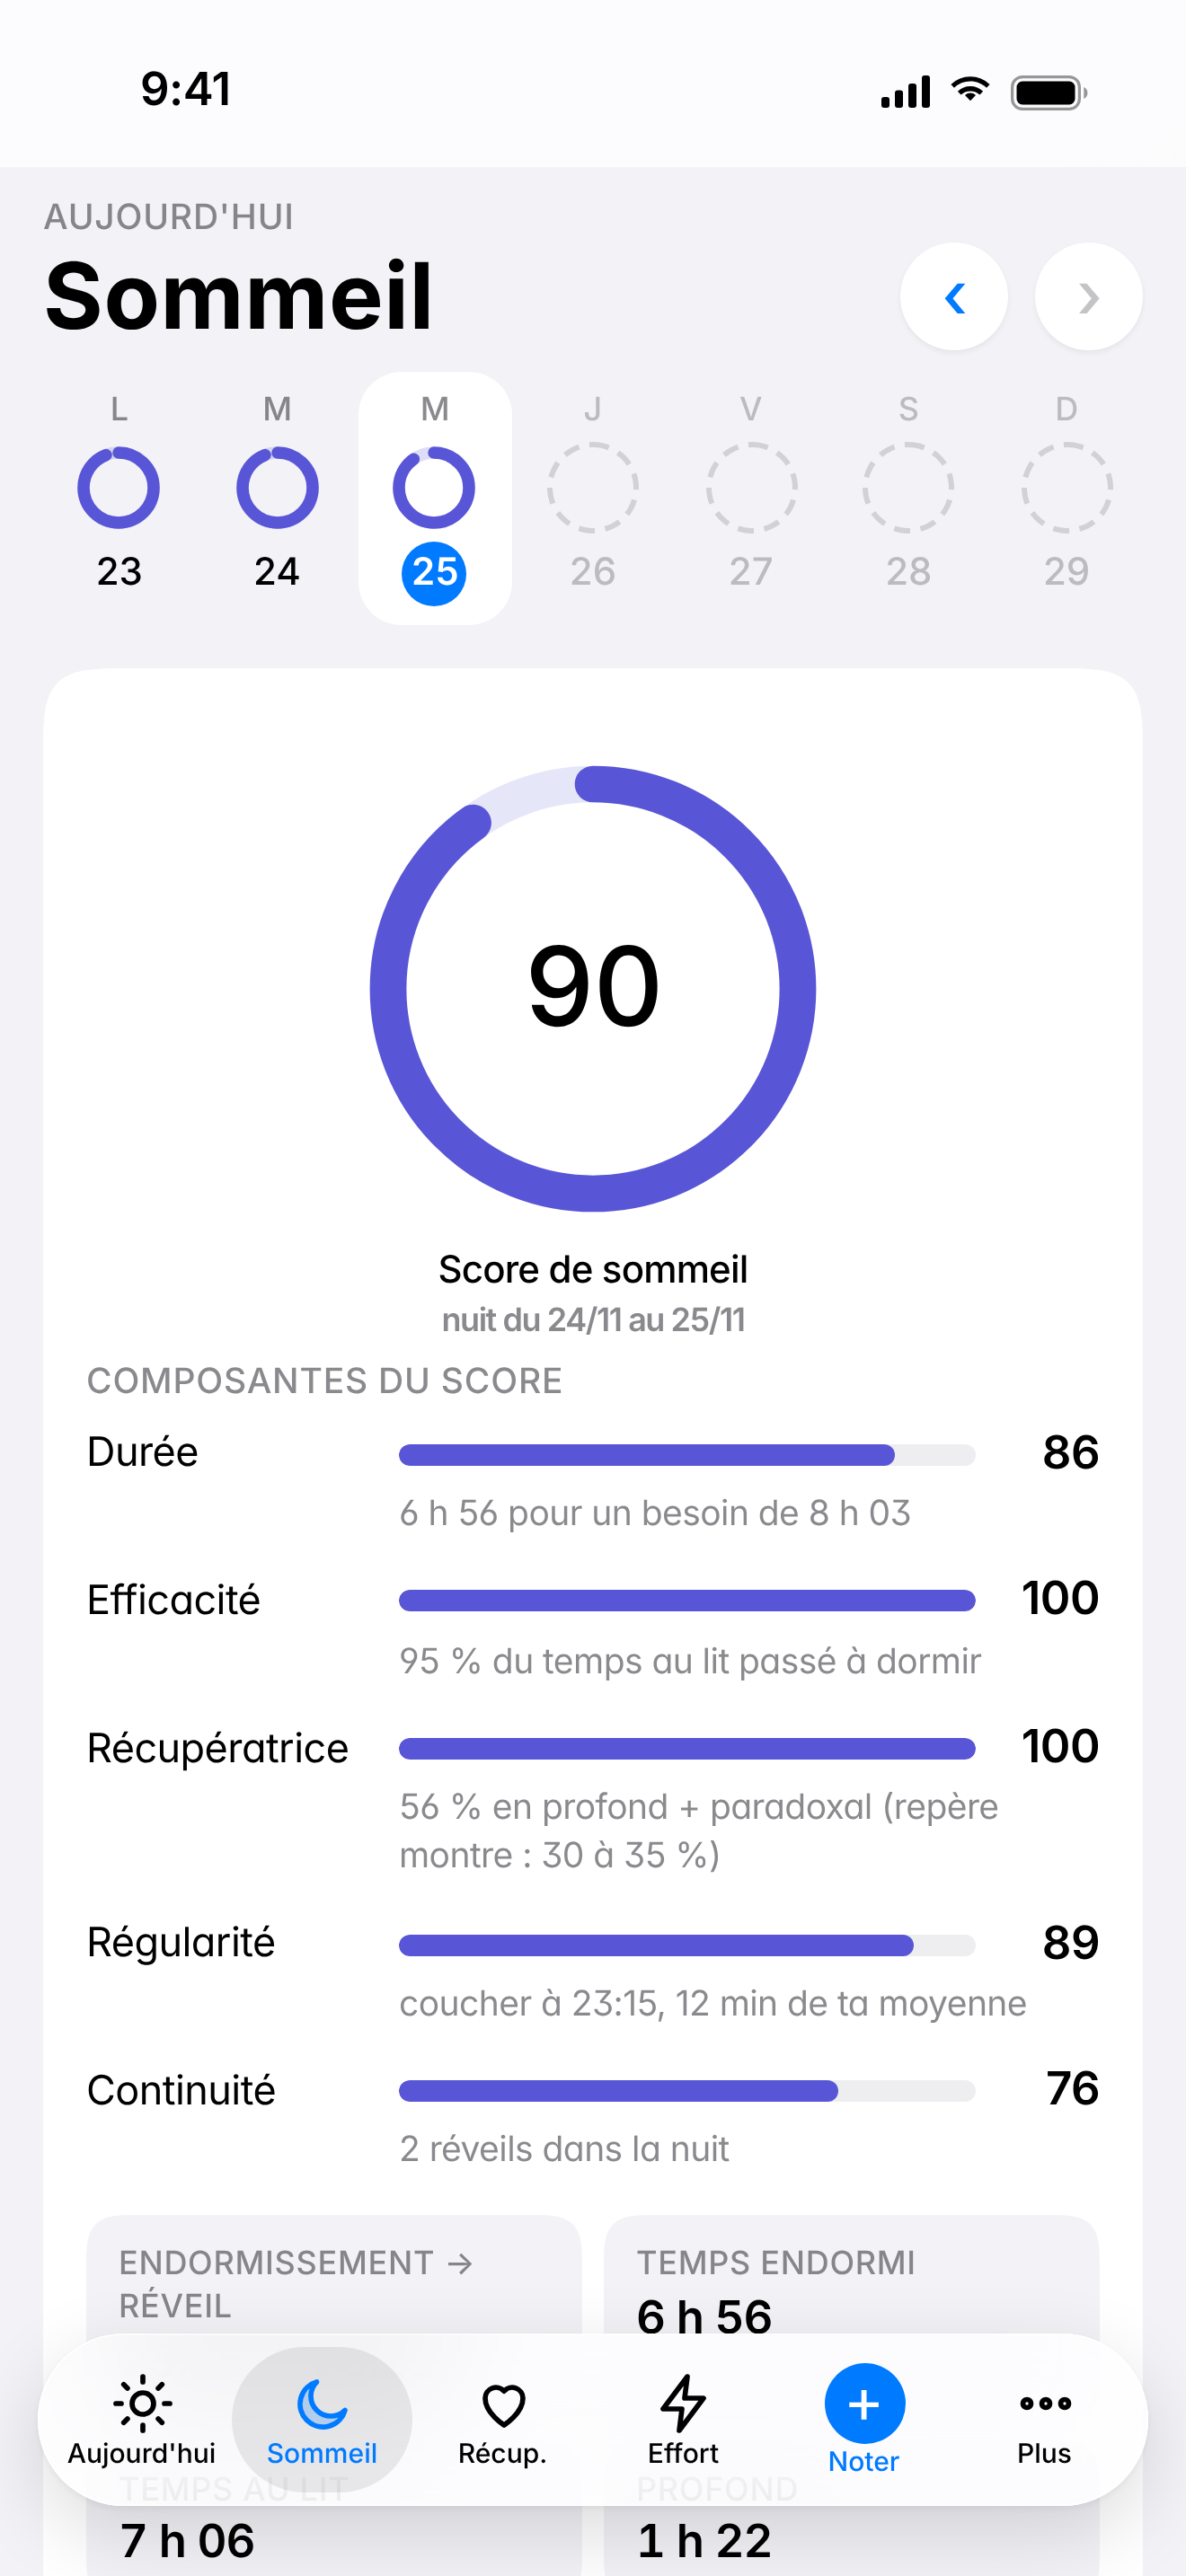 9:41
AUJOURD'HUI
Sommeil
L M M J V S D
23 24 25 26 27 28 29
90
Score de sommeil
nuit du 24/11 au 25/11
COMPOSANTES DU SCORE
Durée 86
6 h 56 pour un besoin de 8 h 03
Efficacité 100
95 % du temps au lit passé à dormir
Récupératrice 100
56 % en profond + paradoxal (repère
montre : 30 à 35 %)
Régularité 89
coucher à 23:15, 12 min de ta moyenne
Continuité 76
2 réveils dans la nuit
ENDORMISSEMENT → TEMPS ENDORMI
RÉVEIL
6 h 56
Aujourd'hui Sommeil Récup. Effort Noter Plus
TEMPS AU LIT PROFOND
7 h 06 1 h 22